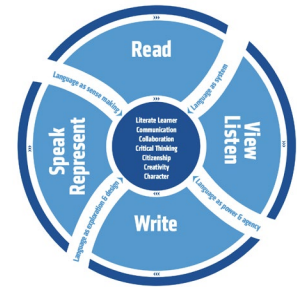 Read
Language as sense making
Language as system
Literate Learner
Communication
Collaboration
Critical Thinking
Citizenship
Creativity
Character
Speak
Represent
View
Listen
Language as exploration & design
Language as power & agency
Write